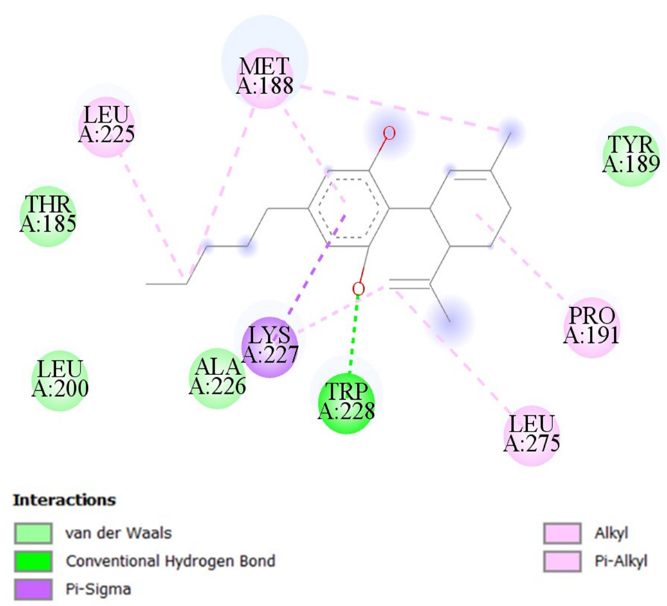 MET
A:188
LEU
A:225
O
TYR
A:189
THR
A:185
O
PRO
A:191
LYS
A:227
LEU
A:200
ALA
A:226
TRP
A:228
LEU
A:275
Interactions
van der Waals
Conventional Hydrogen Bond
Pi-Sigma
Alkyl
Pi-Alkyl